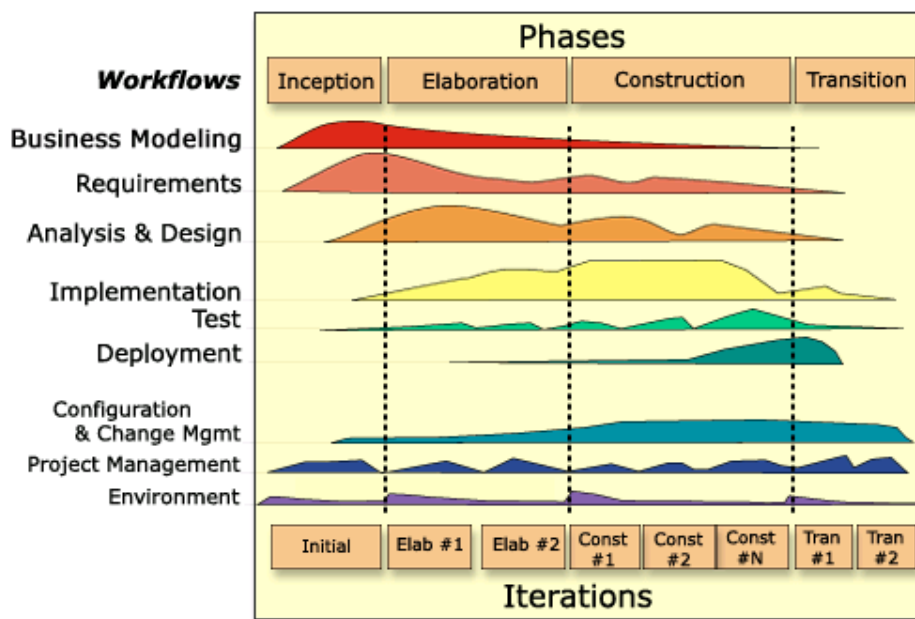 Phases
Workflows
Inception
Elaboration
Construction
Transition
Business Modeling
Requirements
Analysis & Design
Implementation
Test
Deployment
Configuration
& Change Mgmt
Project Management
Environment
Initial
Elab #1
Elab #2
Const
#1
Const
#2
Const
#N
Tran
#1
Tran
#2
Iterations